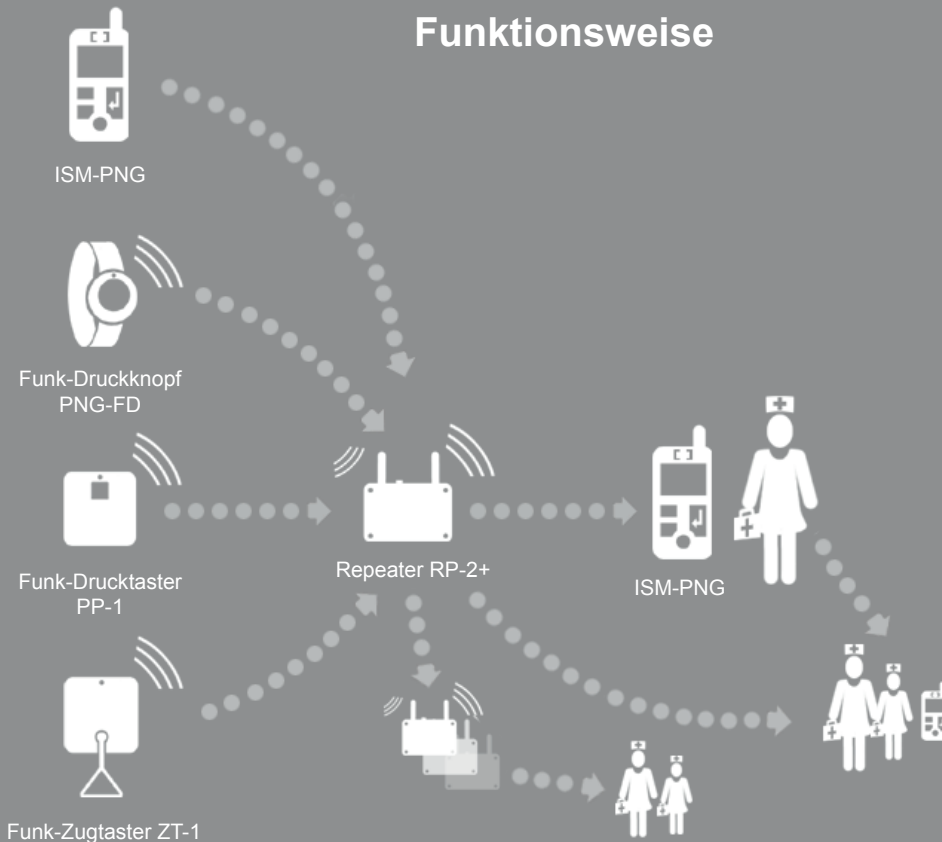 Funktionsweise
ISM-PNG
Funk-Druckknopf
PNG-FD
Funk-Drucktaster
PP-1
Funk-Zugtaster ZT-1
Repeater RP-2+
ISM-PNG